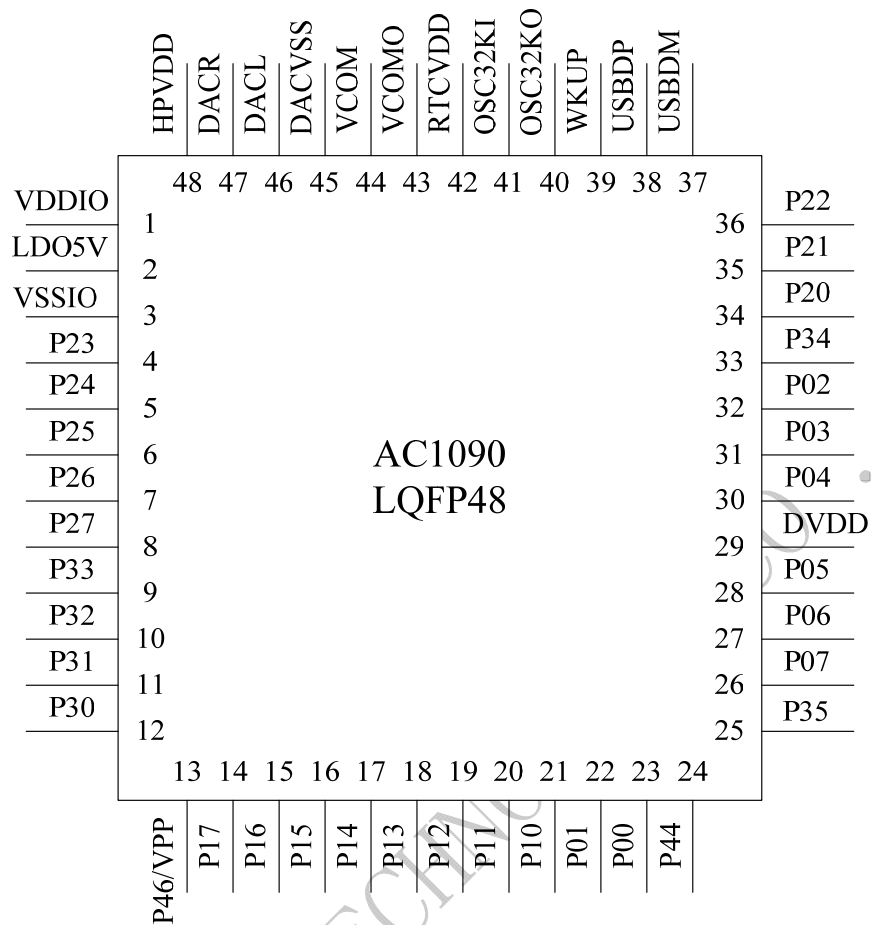 HPVDD
DACR
DACL
DACVSS
VCOM
VCOMO
RTCVDD
OSC32KI
OSC32KO
WKUP
USBDP
USBDM
48 47 46 45 44 43 42 41 40 39 38 37
VDDIO
1
LDO5V
2
VSSIO
3
P23
4
P24
5
P25
6
P26
7
P27
8
P33
9
P32
10
P31
11
P30
12
AC1090
LQFP48
P22
36
P21
35
P20
34
P34
33
P02
32
P03
31
P04
30
DVDD
29
P05
28
P06
27
P07
26
P35
25
13 14 15 16 17 18 19 20 21 22 23 24
P46/VPP
P17
P16
P15
P14
P13
P12
P11
P10
P01
P00
P44